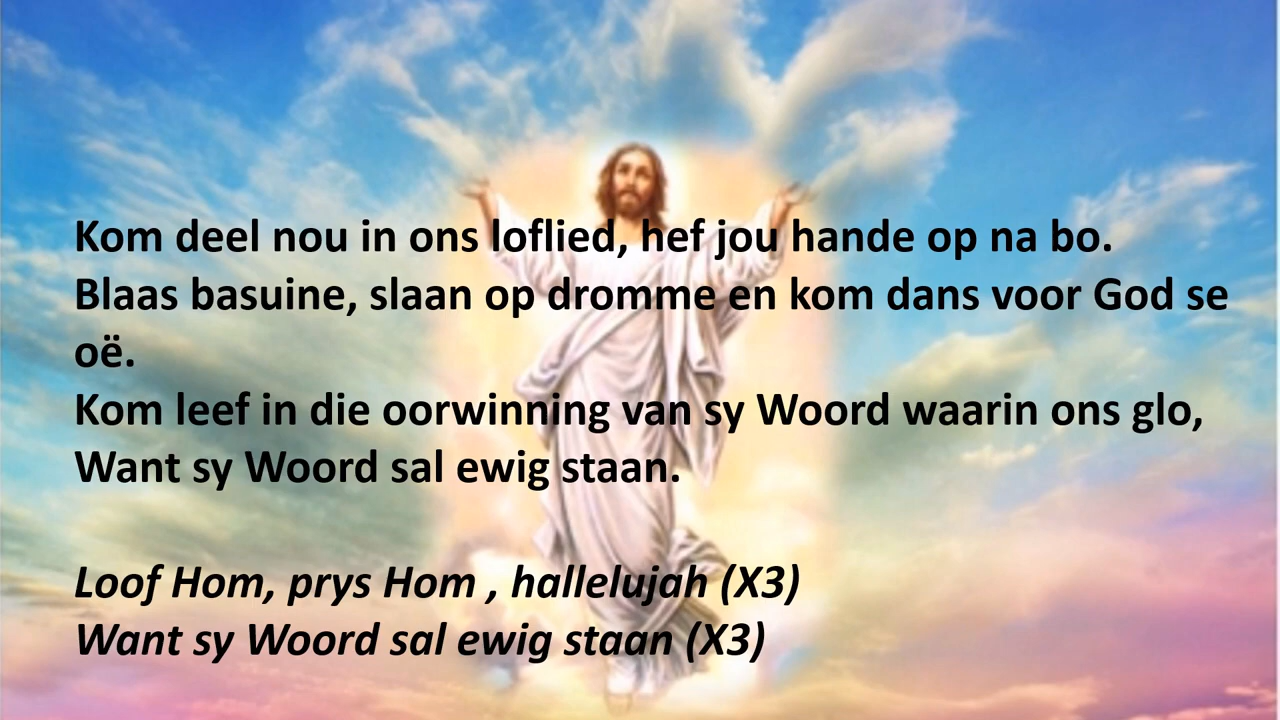 Kom deel nou in ons loflied, hef jou hande op na bo.
Blaas basuine, slaan op dromme en kom dans voor God se
oë.
Kom leef in die oorwinning van sy Woord waarin ons glo,
Want sy Woord sal ewig staan.
Loof Hom, prys Hom , hallelujah (X3)
Want sy Woord sal ewig staan (X3)